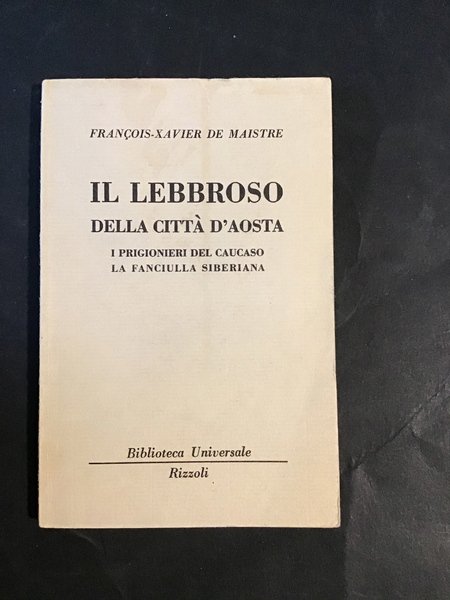 FRANÇOIS-XAVIER DE MAISTRE
IL LEBBROSO
DELLA CITTÀ D'AOSTA
I PRIGIONIERI DEL CAUCASO
LA FANCIULLA SIBERIANA
Biblioteca Universale
Rizzoli